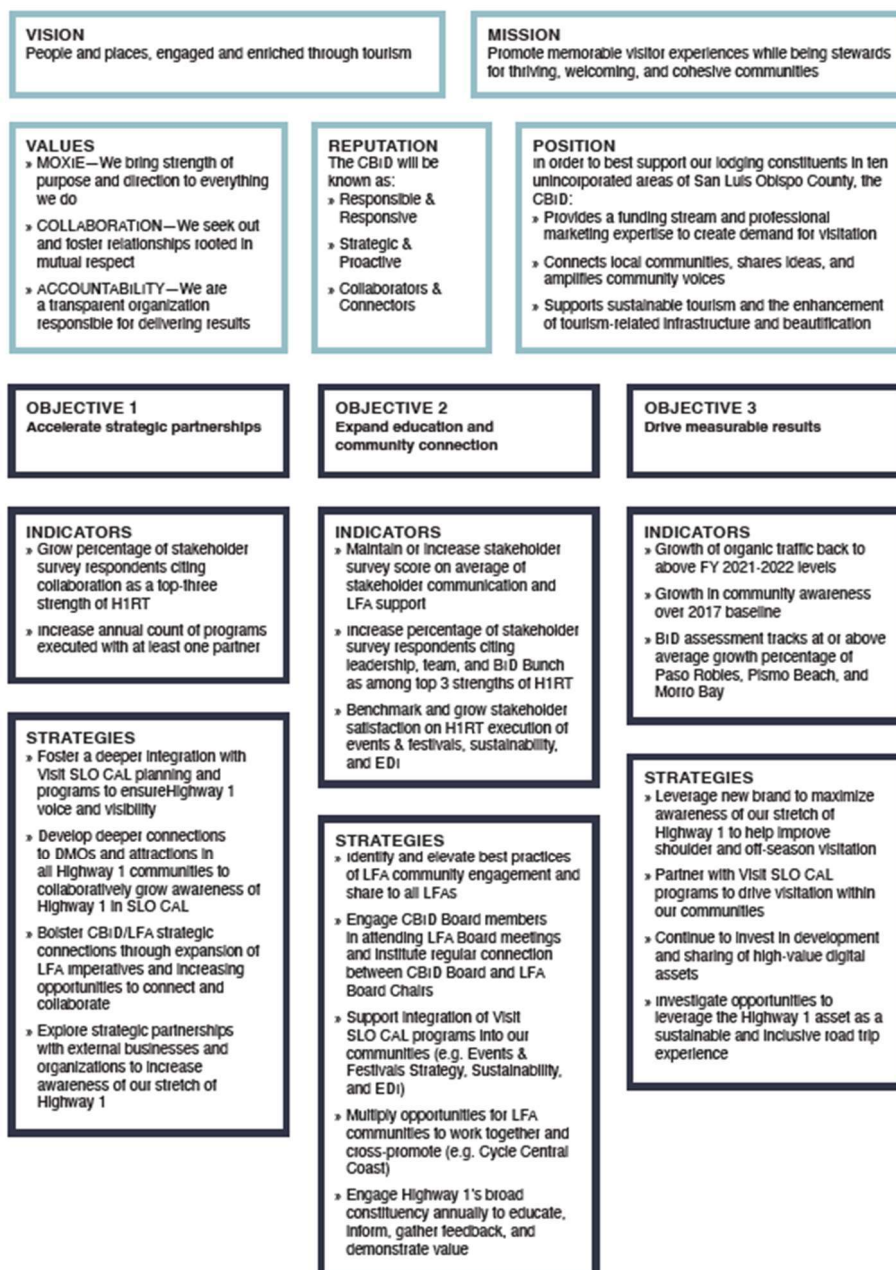 VISION
People and places, engaged and enriched through tourism
MISSION
Promote memorable visitor experiences while being stewards
for thriving, welcoming, and cohesive communities
VALUES
» MOXIE—We bring strength of
purpose and direction to everything
we do
» COLLABORATION—We seek out
and foster relationships rooted in
mutual respect
» ACCOUNTABILITY—We are
a transparent organization
responsible for delivering results
REPUTATION
The CBID will be
known as:
» Responsible &
Responsive
» Strategic &
Proactive
» Collaborators &
Connectors
POSITION
In order to best support our lodging constituents in ten
unincorporated areas of San Luis Obispo County, the
CBID:
» Provides a funding stream and professional
marketing expertise to create demand for visitation
» Connects local communities, shares ideas, and
amplifies community voices
» Supports sustainable tourism and the enhancement
of tourism-related infrastructure and beautification
OBJECTIVE 1
Accelerate strategic partnerships
INDICATORS
» Grow percentage of stakeholder
survey respondents citing
collaboration as a top-three
strength of H1RT
» Increase annual count of programs
executed with at least one partner
STRATEGIES
» Foster a deeper integration with
Visit SLO CAL planning and
programs to ensureHighway 1
voice and visibility
» Develop deeper connections
to DMOs and attractions in
all Highway 1 communities to
collaboratively grow awareness of
Highway 1 in SLO CAL
» Bolster CBID/LFA strategic
connections through expansion of
LFA imperatives and increasing
opportunities to connect and
collaborate
» Explore strategic partnerships
with external businesses and
organizations to increase
awareness of our stretch of
Highway 1
OBJECTIVE 2
Expand education and
community connection
INDICATORS
» Maintain or increase stakeholder
survey score on average of
stakeholder communication and
LFA support
» Increase percentage of stakeholder
survey respondents citing
leadership, team, and BID Bunch
as among top 3 strengths of H1RT
» Benchmark and grow stakeholder
satisfaction on H1RT execution of
events & festivals, sustainability,
and EDI
STRATEGIES
» Identify and elevate best practices
of LFA community engagement and
share to all LFAs
» Engage CBID Board members
in attending LFA Board meetings
and institute regular connection
between CBID Board and LFA
Board Chairs
» Support integration of Visit
SLO CAL programs into our
communities (e.g. Events &
Festivals Strategy, Sustainability,
and EDI)
» Multiply opportunities for LFA
communities to work together and
cross-promote (e.g. Cycle Central
Coast)
» Engage Highway 1's broad
constituency annually to educate,
inform, gather feedback, and
demonstrate value
OBJECTIVE 3
Drive measurable results
INDICATORS
» Growth of organic traffic back to
above FY 2021-2022 levels
» Growth in community awareness
over 2017 baseline
» BID assessment tracks at or above
average growth percentage of
Paso Robles, Pismo Beach, and
Morro Bay
STRATEGIES
» Leverage new brand to maximize
awareness of our stretch of
Highway 1 to help improve
shoulder and off-season visitation
» Partner with Visit SLO CAL
programs to drive visitation within
our communities
» Continue to invest in development
and sharing of high-value digital
assets
» Investigate opportunities to
leverage the Highway 1 asset as a
sustainable and inclusive road trip
experience